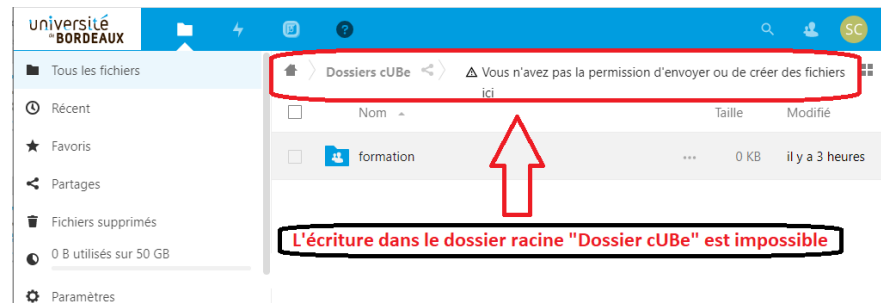 université
de BORDEAUX
?
SC
Tous les fichiers
Dossiers cUBe
⚠ Vous n'avez pas la permission d'envoyer ou de créer des fichiers
ici
Récent
Nom
Taille
Modifié
Favoris
formation
...
0 KB
il y a 3 heures
Partages
Fichiers supprimés
L'écriture dans le dossier racine "Dossier cUBe" est impossible
0 B utilisés sur 50 GB
Paramètres